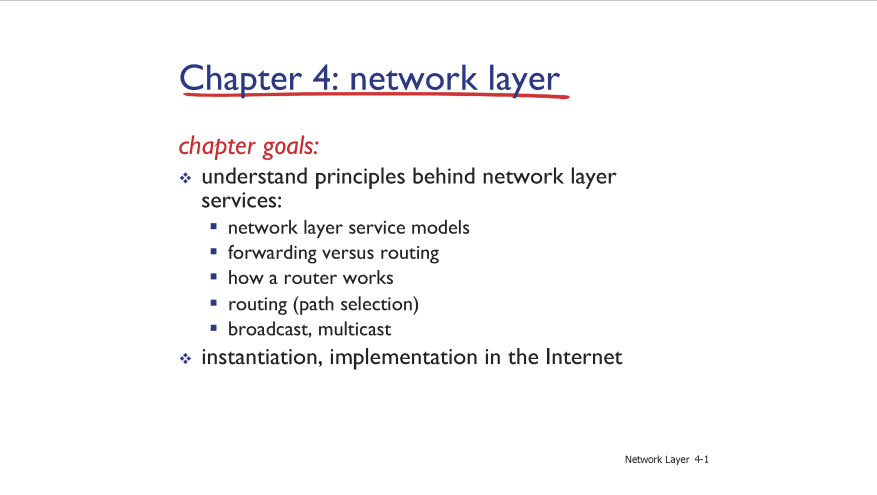 Chapter 4: network layer
chapter goals:
understand principles behind network layer
services:
network layer service models
forwarding versus routing
how a router works
routing (path selection)
broadcast, multicast
instantiation, implementation in the Internet
Network Layer 4-1